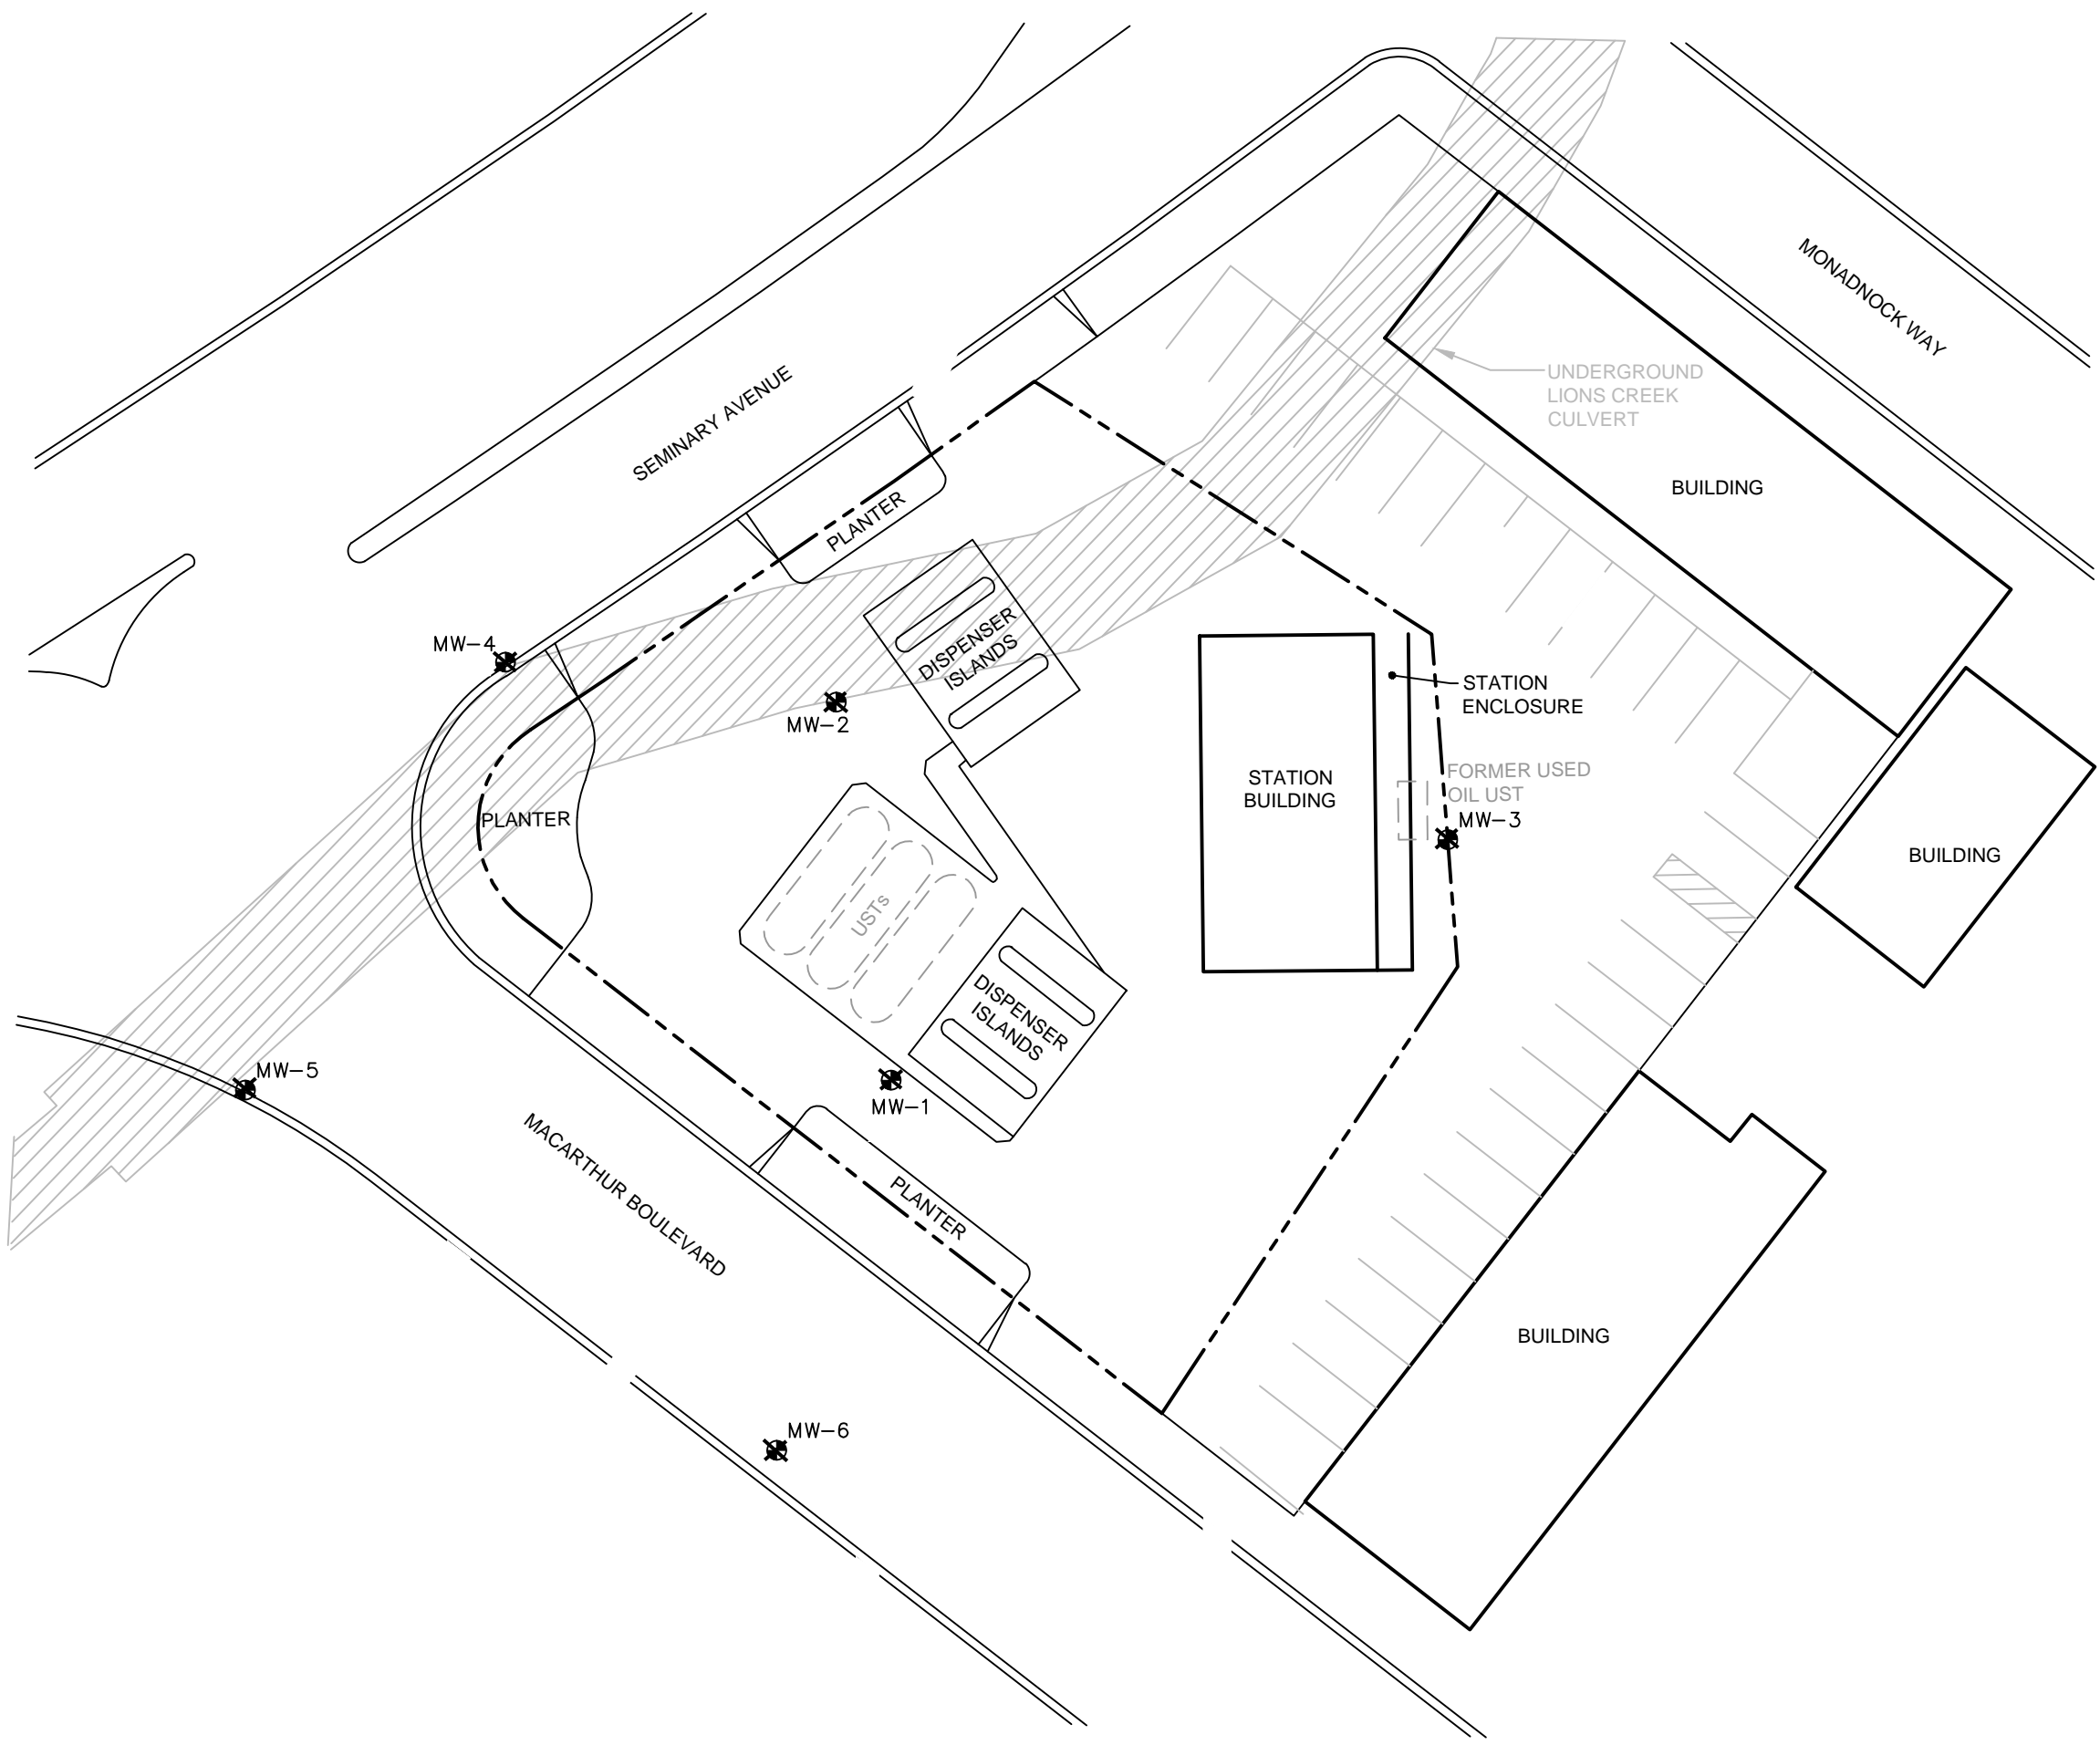 MONADNOCK WAY
UNDERGROUND
LIONS CREEK
CULVERT
SEMINARY AVENUE
BUILDING
PLANTER
DISPENSER
ISLANDS
MW-4
MW-2
STATION
ENCLOSURE
STATION
BUILDING
FORMER USED
OIL UST
MW-3
PLANTER
BUILDING
USTs
DISPENSER
ISLANDS
MW-5
MW-1
MACARTHUR BOULEVARD
PLANTER
BUILDING
MW-6